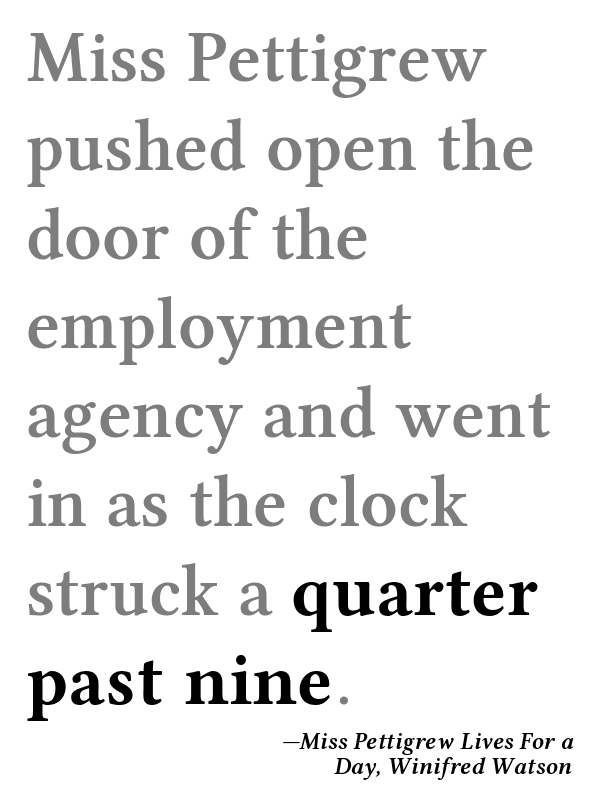 Miss Pettigrew
pushed open the
door of the
employment
agency and went
in as the clock
struck a quarter
past nine.
—Miss Pettigrew Lives For a
Day, Winifred Watson